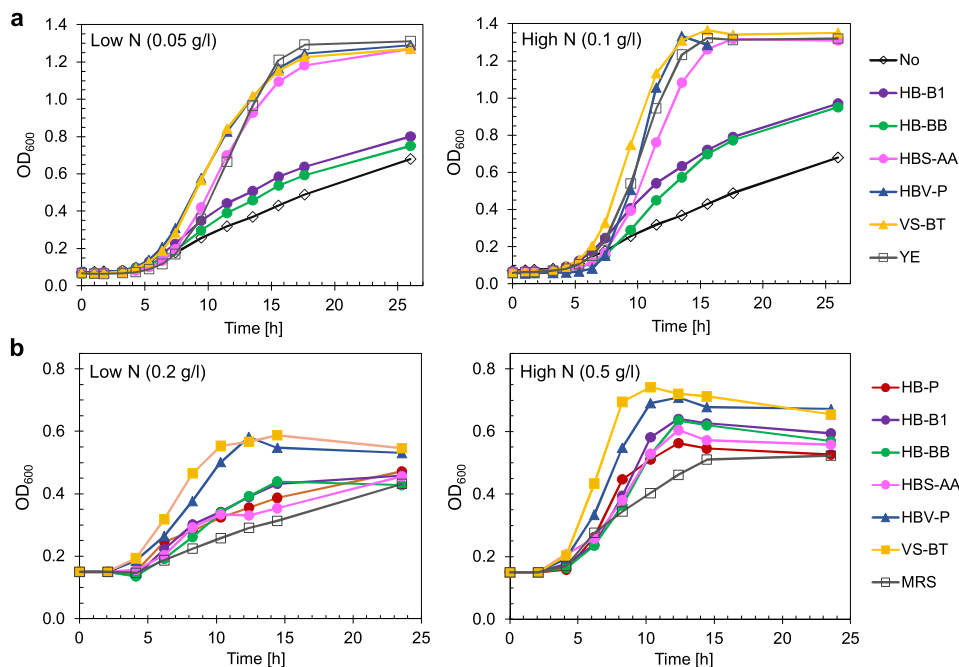 a
Low N (0.05 g/l)
OD600
1.4
1.2
1.0
0.8
0.6
0.4
0.2
0.0
0 5 10 15 20 25
Time [h]
High N (0.1 g/l)
OD600
1.4
1.2
1.0
0.8
0.6
0.4
0.2
0.0
0 5 10 15 20 25
Time [h]
No
HB-B1
HB-BB
HBS-AA
HBV-P
VS-BT
YE
b
Low N (0.2 g/l)
OD600
0.8
0.6
0.4
0.2
0.0
0 5 10 15 20 25
Time [h]
High N (0.5 g/l)
OD600
0.8
0.6
0.4
0.2
0.0
0 5 10 15 20 25
Time [h]
HB-P
HB-B1
HB-BB
HBS-AA
HBV-P
VS-BT
MRS